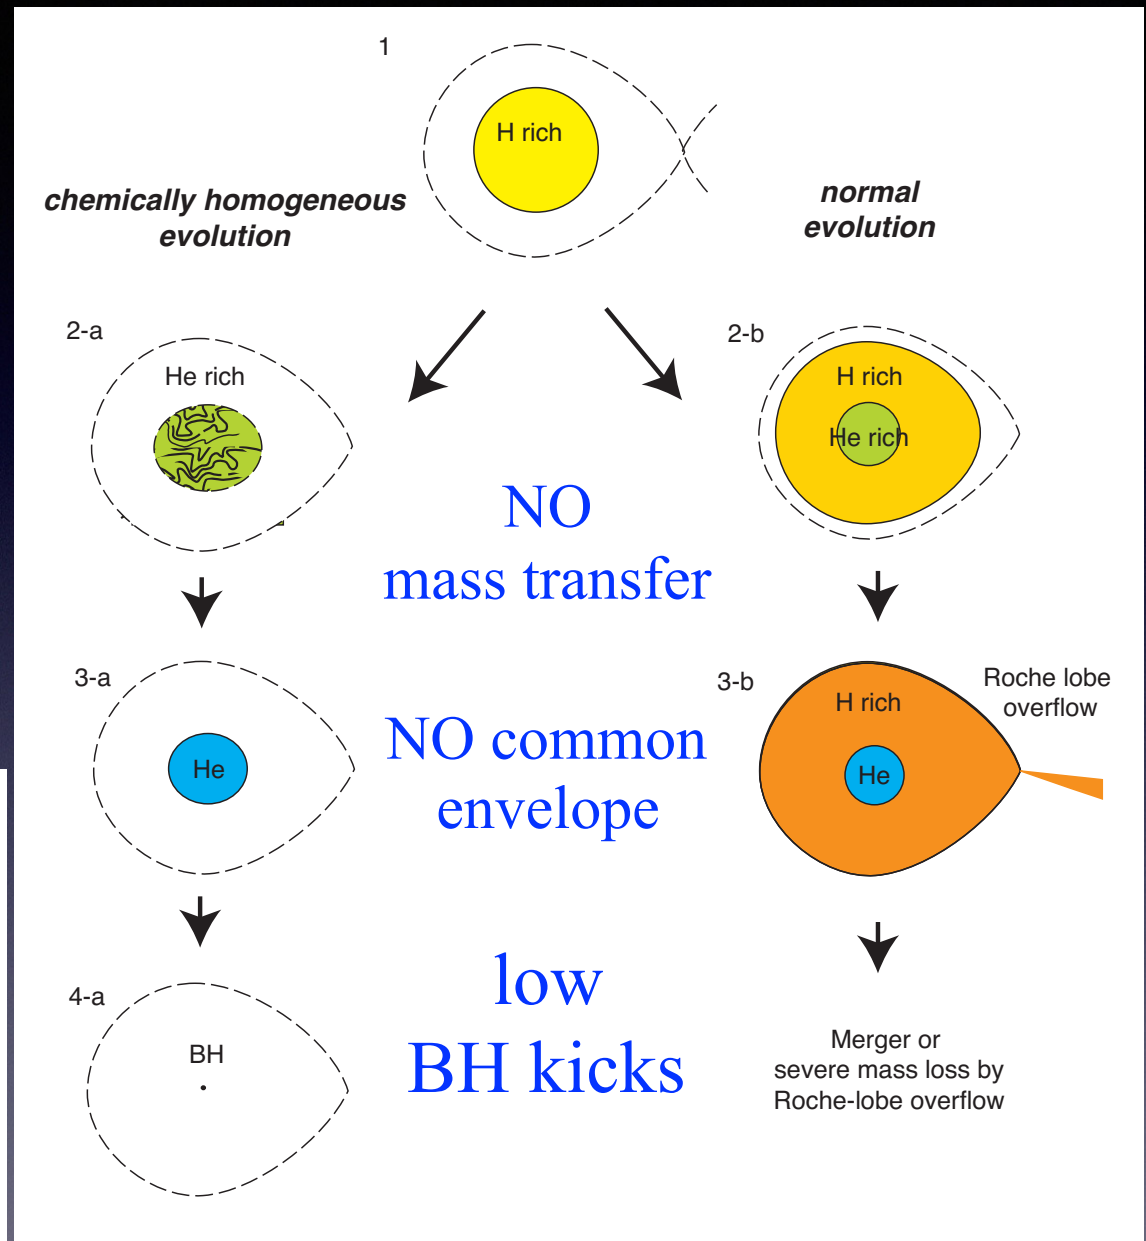 1
H rich
chemically homogeneous
evolution
normal
evolution
2-a
He rich
2-b
H rich
He rich
NO
mass transfer
3-a
He
NO common
envelope
3-b
H rich
He
Roche lobe
overflow
4-a
BH
low
BH kicks
Merger or
severe mass loss by
Roche-lobe overflow